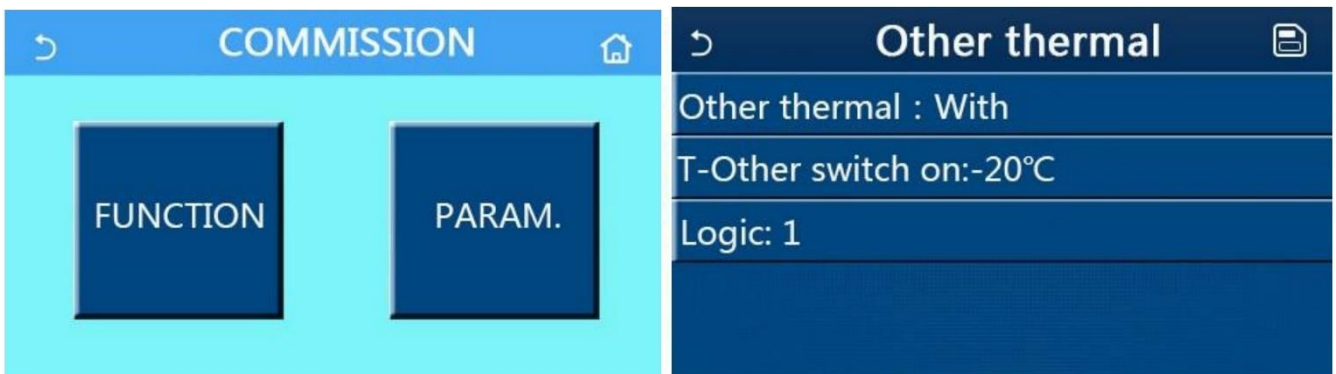 COMMISSION
FUNCTION
PARAM.
Other thermal
Other thermal : With
T-Other switch on:-20℃
Logic: 1